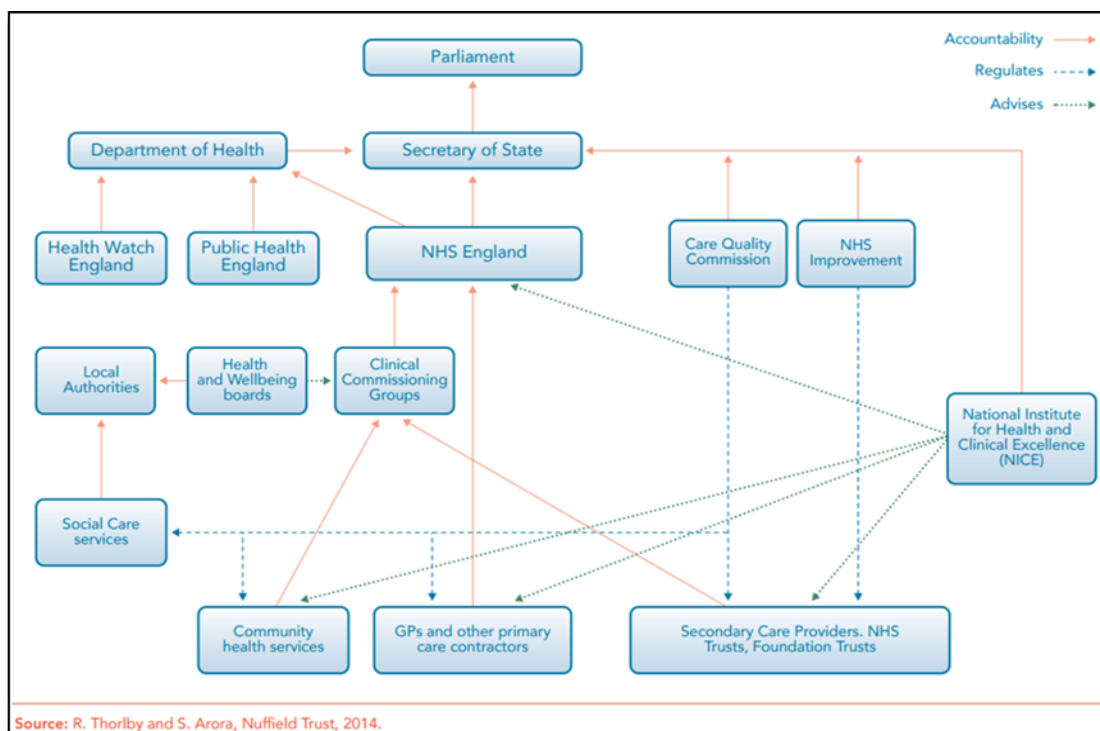 Parliament
Accountability
Regulates
Advises
Department of Health
Secretary of State
Health Watch
England
Public Health
England
NHS England
Care Quality
Commission
NHS
Improvement
Local
Authorities
Health
and Wellbeing
boards
Clinical
Commissioning
Groups
National Institute
for Health and
Clinical Excellence
(NICE)
Social Care
services
Community
health services
GPs and other primary
care contractors
Secondary Care Providers. NHS
Trusts, Foundation Trusts
Source: R. Thorlby and S. Arora, Nuffield Trust, 2014.